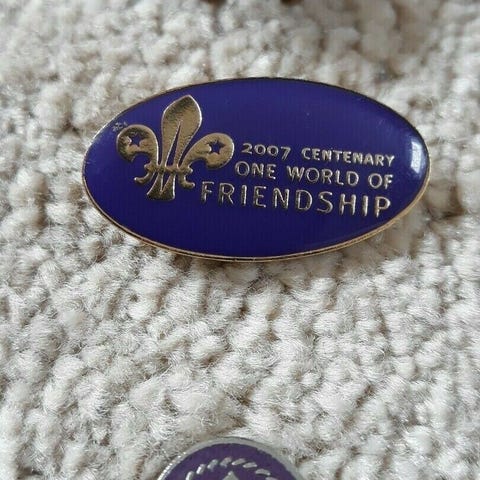 2007 CENTENARY
ONE WORLD OF
FRIENDSHIP